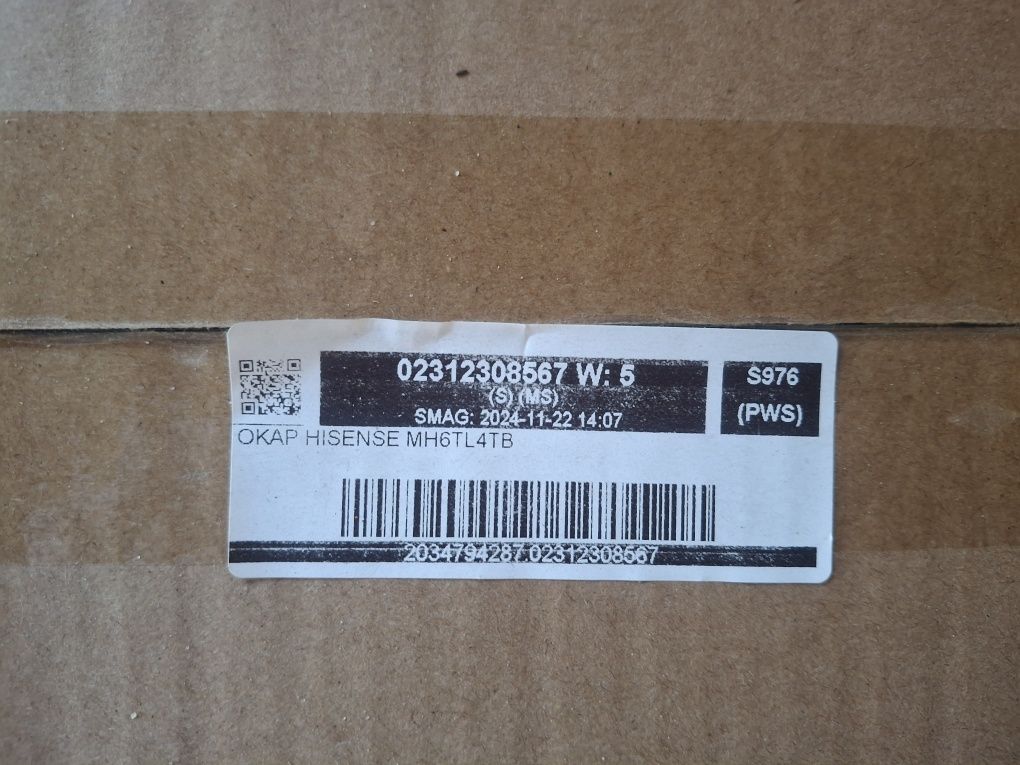 02312308567 W: 5
(S) (MS)
SMAG: 2024-11-22 14:07
S976
(PWS)
OKAP HISENSE MH6TL4TB
2034794287.02312308567